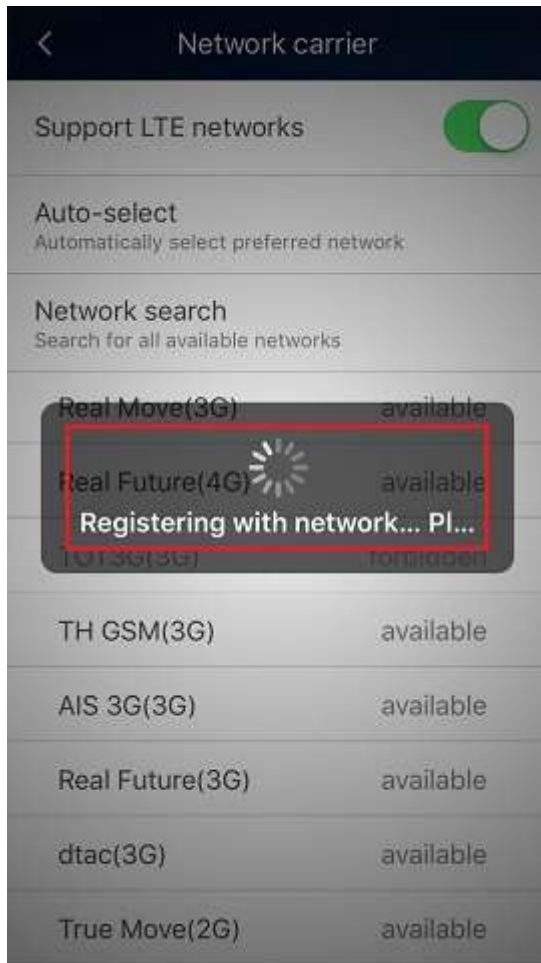 Network carrier
Support LTE networks
Auto-select
Automatically select preferred network
Network search
Search for all available networks
Real Move(3G) available
Real Future(4G) available
Registering with network... Pl...
TOT3G(3G) forbidden
TH GSM(3G) available
AIS 3G(3G) available
Real Future(3G) available
dtac(3G) available
True Move(2G) available